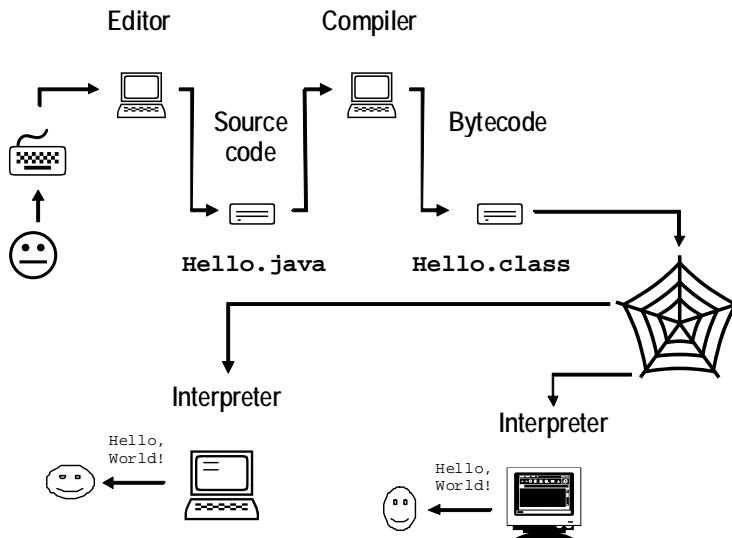 Editor
Compiler
Source
code
Bytecode
Hello.java
Hello.class
Interpreter
Interpreter
Hello,
World!
Hello,
World!